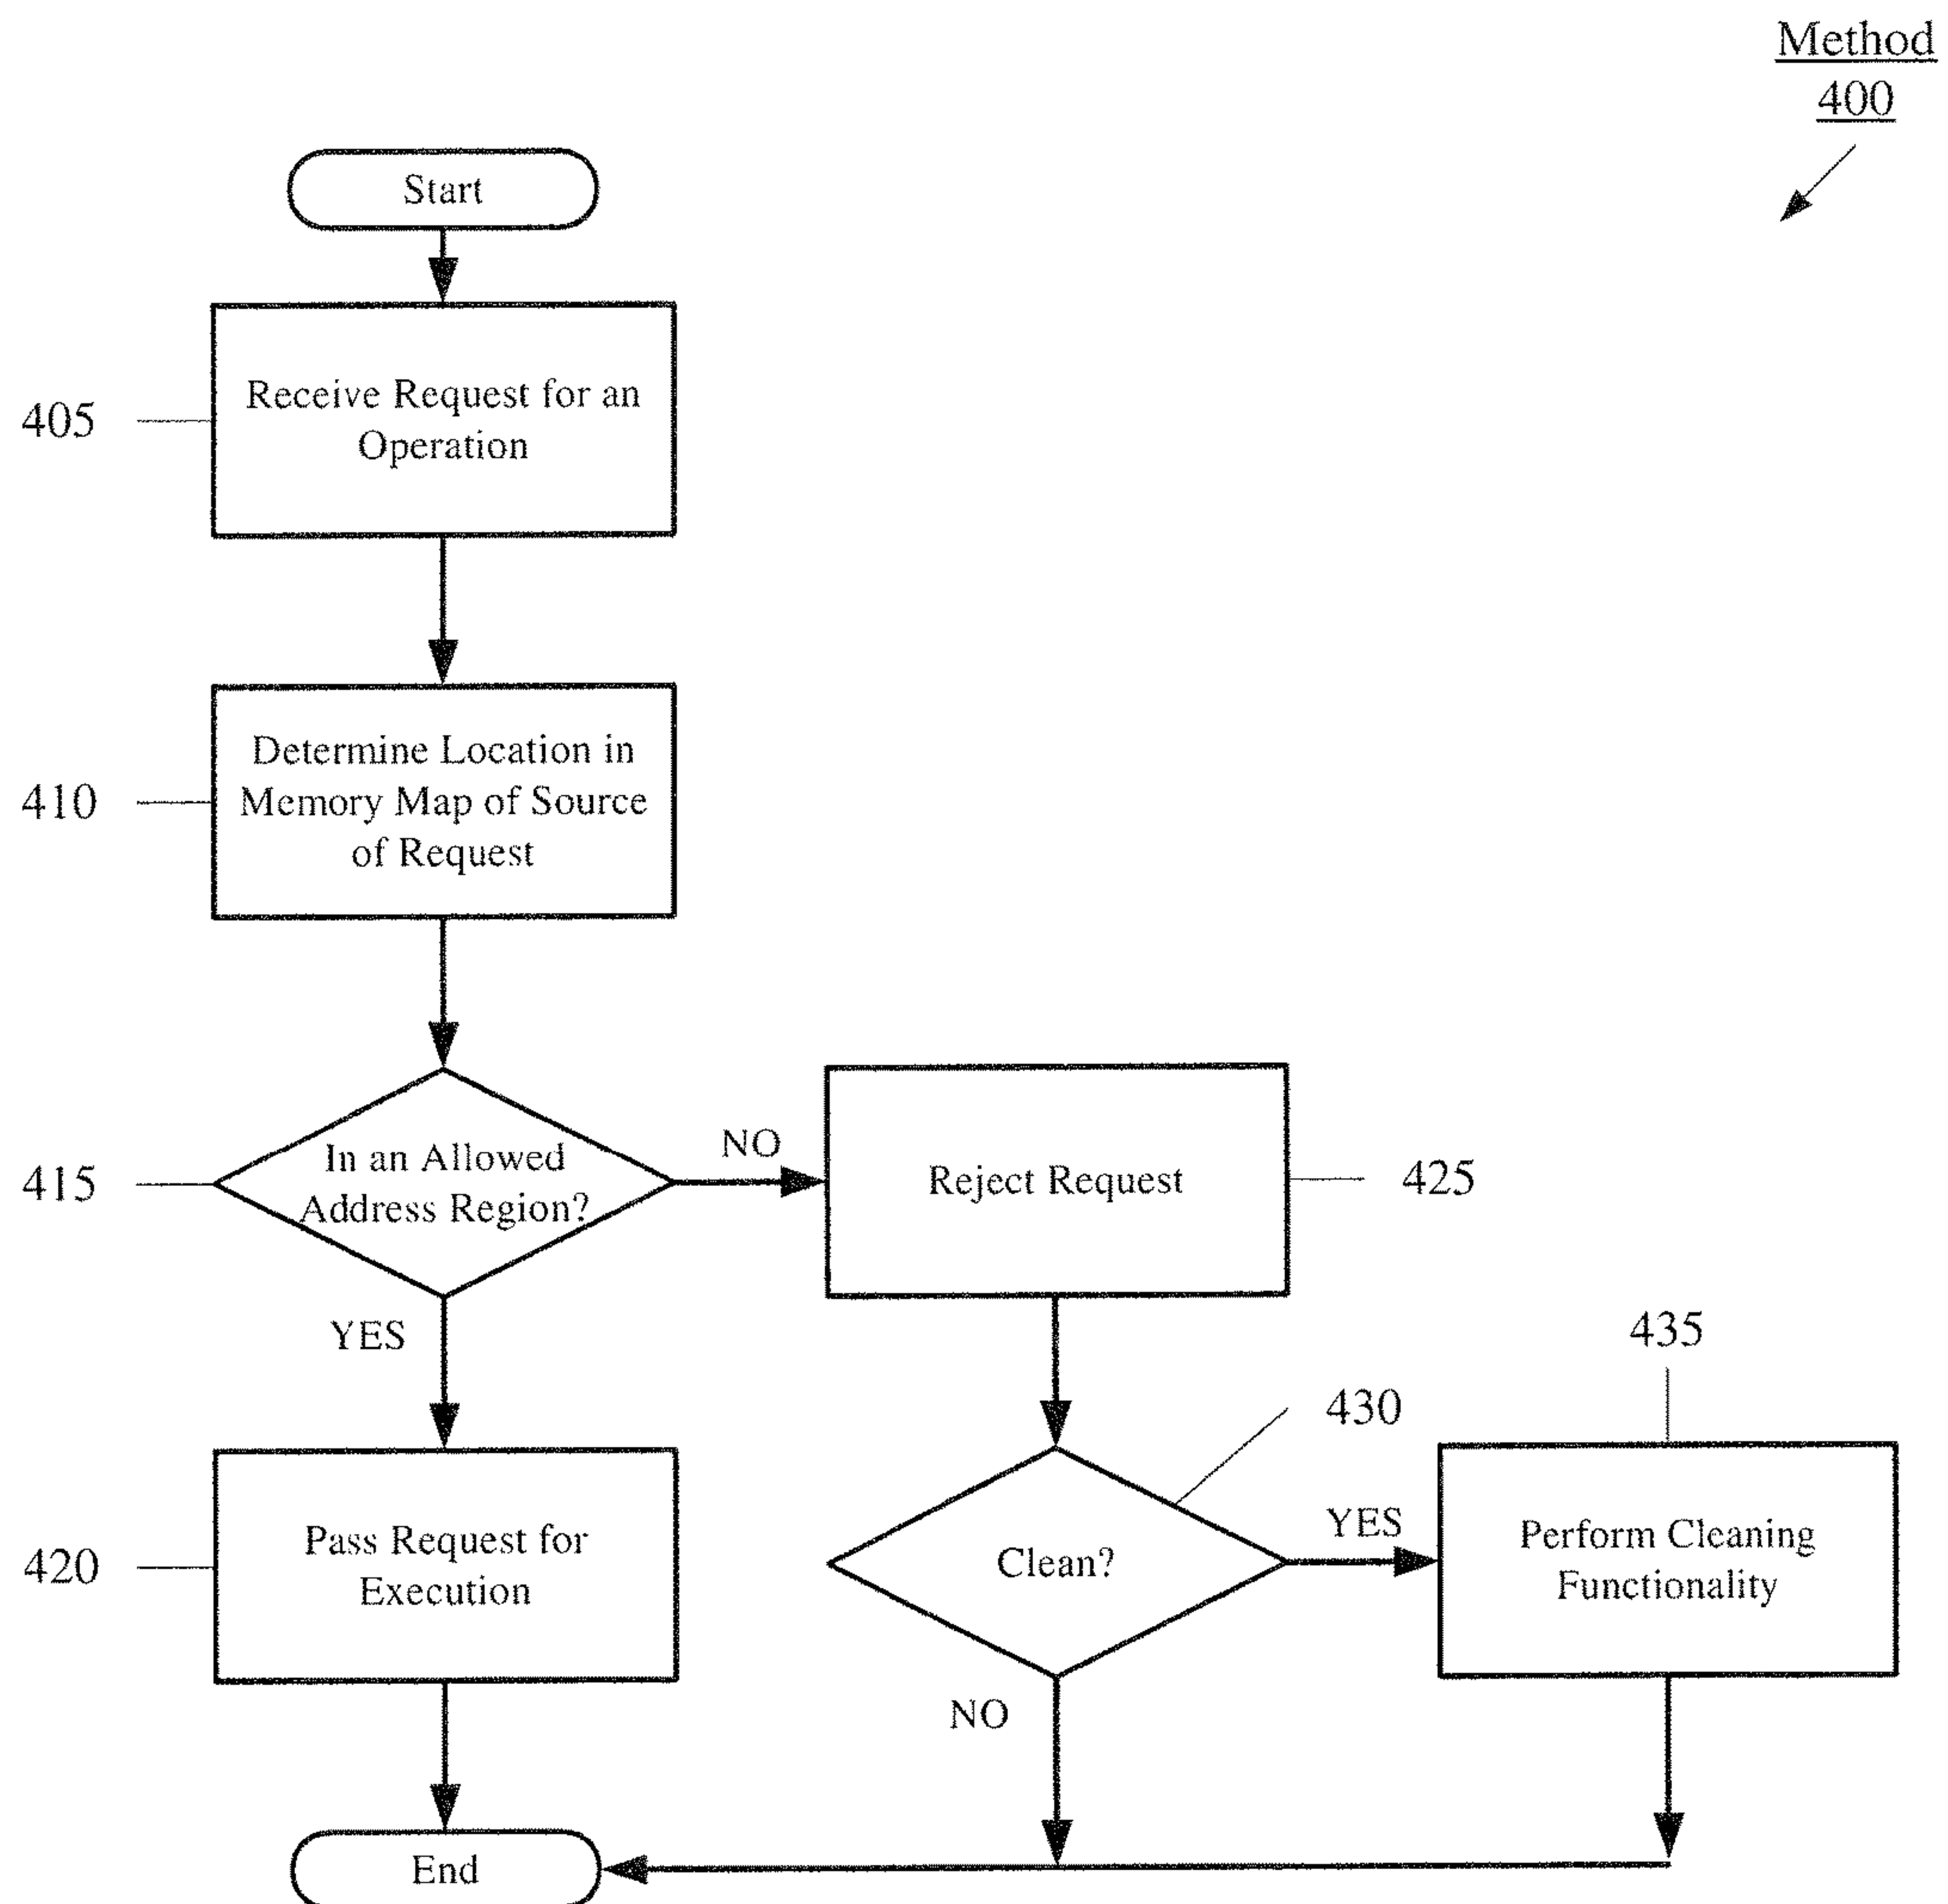 Method
400
Start
405
Receive Request for an
Operation
410
Determine Location in
Memory Map of Source
of Request
415
In an Allowed
Address Region?
NO
Reject Request
425
YES
435
430
420
Pass Request for
Execution
Clean?
YES
Perform Cleaning
Functionality
NO
End